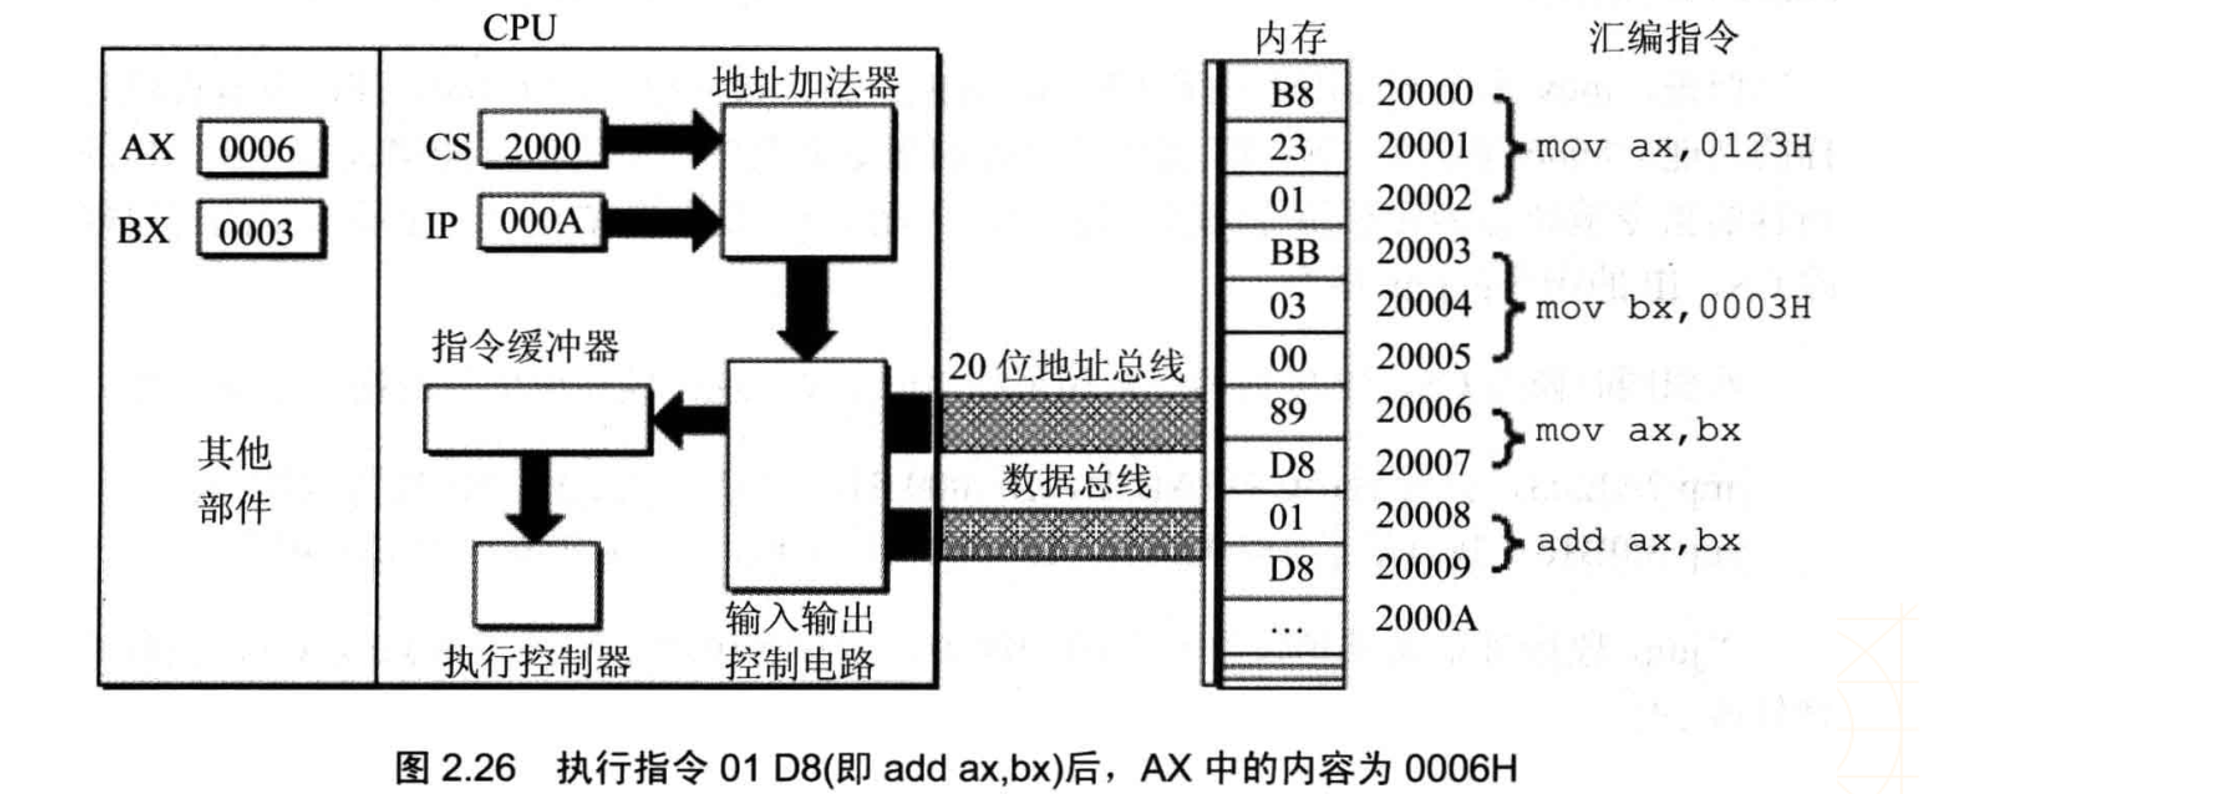 CPU
内存
汇编指令
地址加法器
AX 0006
CS 2000
BX 0003
IP 000A
指令缓冲器
其他
部件
执行控制器
输入输出
控制电路
20 位地址总线
数据总线
B8 20000
23 20001 mov ax,0123H
01 20002
BB 20003
03 20004 mov bx,0003H
00 20005
89 20006
mov ax,bx
D8 20007
01 20008
add ax,bx
D8 20009
… 2000A
图 2.26 执行指令 01 D8(即 add ax,bx)后，AX 中的内容为 0006H